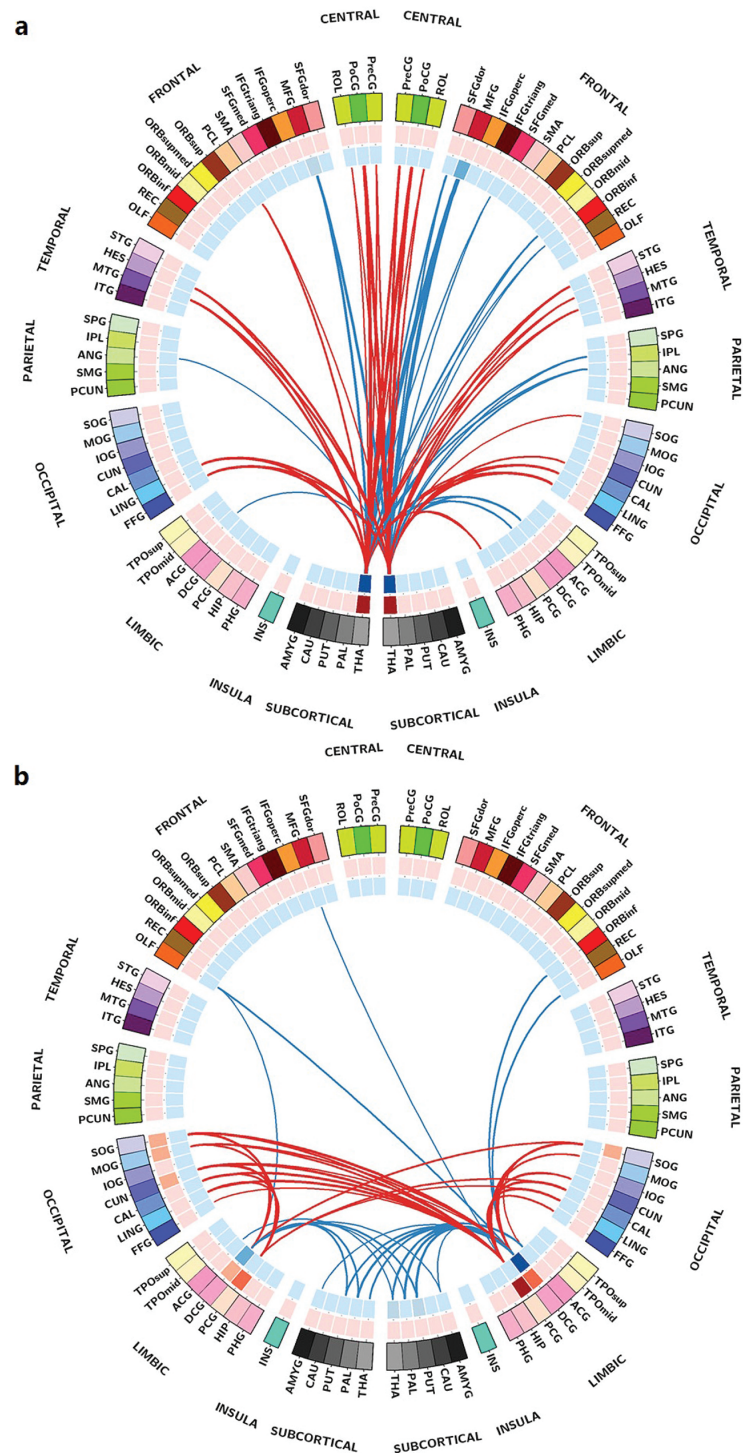 a
CENTRAL
CENTRAL
FRONTAL
FRONTAL
TEMPORAL
TEMPORAL
PARIETAL
PARIETAL
OCCIPITAL
OCCIPITAL
LIMBIC
LIMBIC
INSULA
INSULA
SUBCORTICAL
SUBCORTICAL
PreCG
PoCG
ROL
SFGdor
MFG
IFGoperc
IFGtriang
SFGmed
SMA
PCL
ORBsup
ORBsupmed
ORBmid
ORBinf
REC
OLF
STG
HES
MTG
ITG
SPG
IPL
ANG
SMG
PCUN
SOG
MOG
IOG
CUN
CAL
LING
FFG
TPOsup
TPOmid
ACG
DCG
PCG
HIP
PHG
INS
AMYG
CAU
PUT
PAL
THA
PreCG
PoCG
ROL
SFGdor
MFG
IFGoperc
IFGtriang
SFGmed
SMA
PCL
ORBsup
ORBsupmed
ORBmid
ORBinf
REC
OLF
STG
HES
MTG
ITG
SPG
IPL
ANG
SMG
PCUN
SOG
MOG
IOG
CUN
CAL
LING
FFG
TPOsup
TPOmid
ACG
DCG
PCG
HIP
PHG
INS
AMYG
CAU
PUT
PAL
THA
b
CENTRAL
CENTRAL
FRONTAL
FRONTAL
TEMPORAL
TEMPORAL
PARIETAL
PARIETAL
OCCIPITAL
OCCIPITAL
LIMBIC
LIMBIC
INSULA
INSULA
SUBCORTICAL
SUBCORTICAL
PreCG
PoCG
ROL
SFGdor
MFG
IFGoperc
IFGtriang
SFGmed
SMA
PCL
ORBsup
ORBsupmed
ORBmid
ORBinf
REC
OLF
STG
HES
MTG
ITG
SPG
IPL
ANG
SMG
PCUN
SOG
MOG
IOG
CUN
CAL
LING
FFG
TPOsup
TPOmid
ACG
DCG
PCG
HIP
PHG
INS
AMYG
CAU
PUT
PAL
THA
PreCG
PoCG
ROL
SFGdor
MFG
IFGoperc
IFGtriang
SFGmed
SMA
PCL
ORBsup
ORBsupmed
ORBmid
ORBinf
REC
OLF
STG
HES
MTG
ITG
SPG
IPL
ANG
SMG
PCUN
SOG
MOG
IOG
CUN
CAL
LING
FFG
TPOsup
TPOmid
ACG
DCG
PCG
HIP
PHG
INS
AMYG
CAU
PUT
PAL
THA